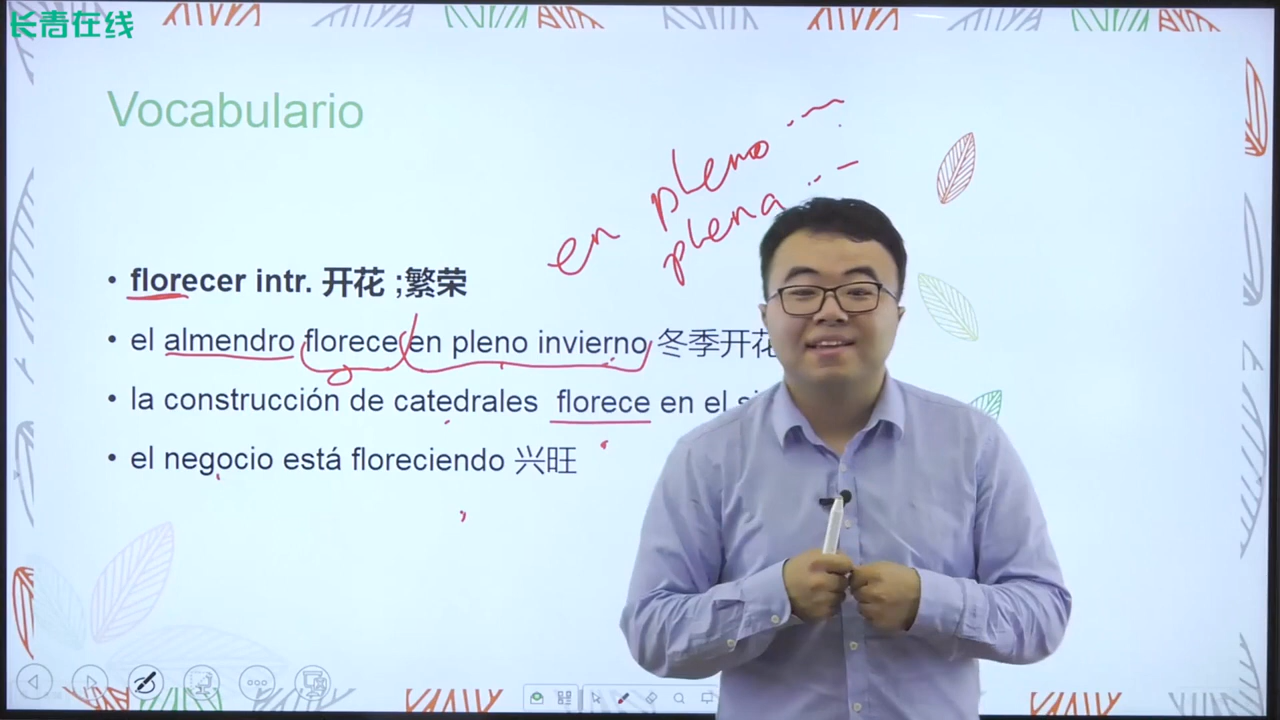 长青在线
Vocabulario
en pleno
plena
• florecer intr. 开花 ;繁荣
• el almendro florece en pleno invierno 冬季开花
• la construcción de catedrales florece en el
• el negocio está floreciendo 兴旺